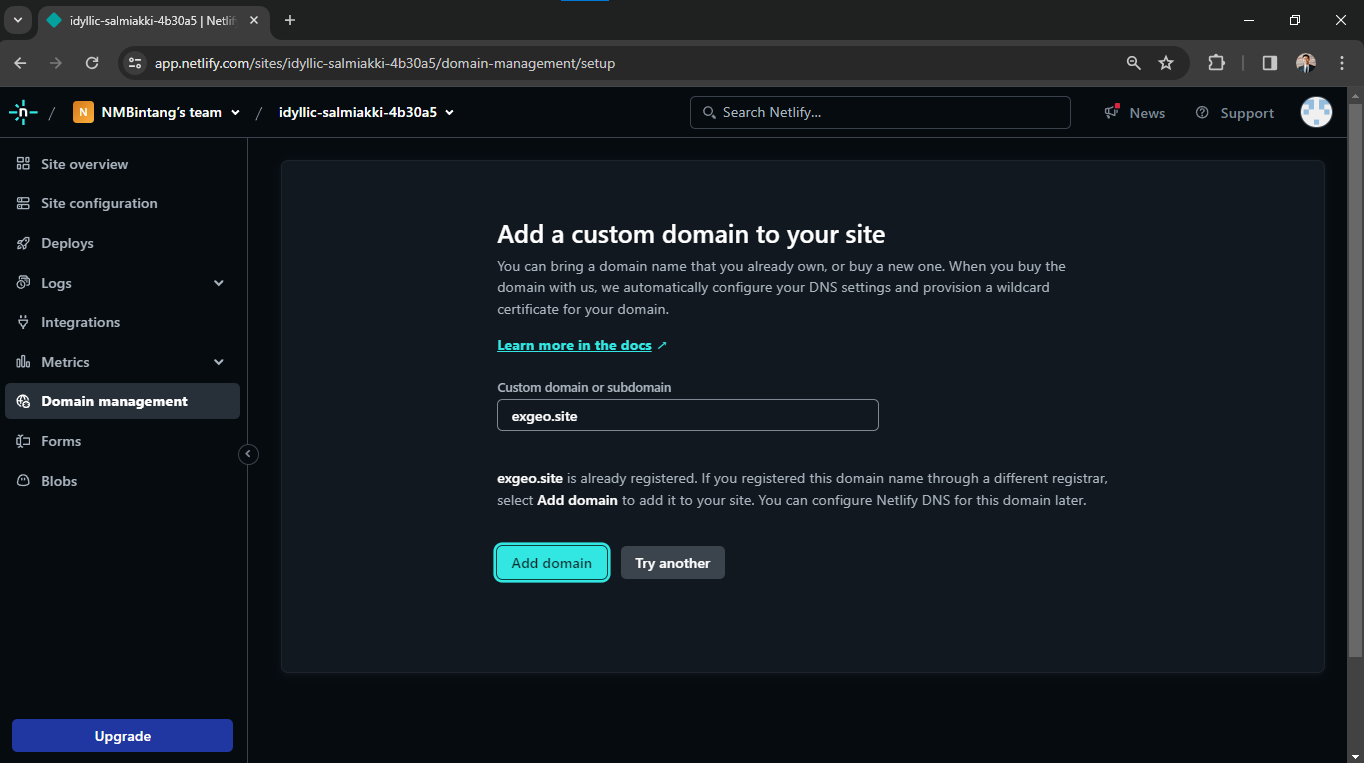 idyllic-salmiakki-4b30a5 | Netlif
app.netlify.com/sites/idyllic-salmiakki-4b30a5/domain-management/setup
n / N NMBintang's team / idyllic-salmiakki-4b30a5
Search Netlify...
News
Support
Site overview
Site configuration
Deploys
Logs
Integrations
Metrics
Domain management
Forms
Blobs
Upgrade
Add a custom domain to your site
You can bring a domain name that you already own, or buy a new one. When you buy the
domain with us, we automatically configure your DNS settings and provision a wildcard
certificate for your domain.
Learn more in the docs ↗
Custom domain or subdomain
exgeo.site
exgeo.site is already registered. If you registered this domain name through a different registrar,
select Add domain to add it to your site. You can configure Netlify DNS for this domain later.
Add domain
Try another